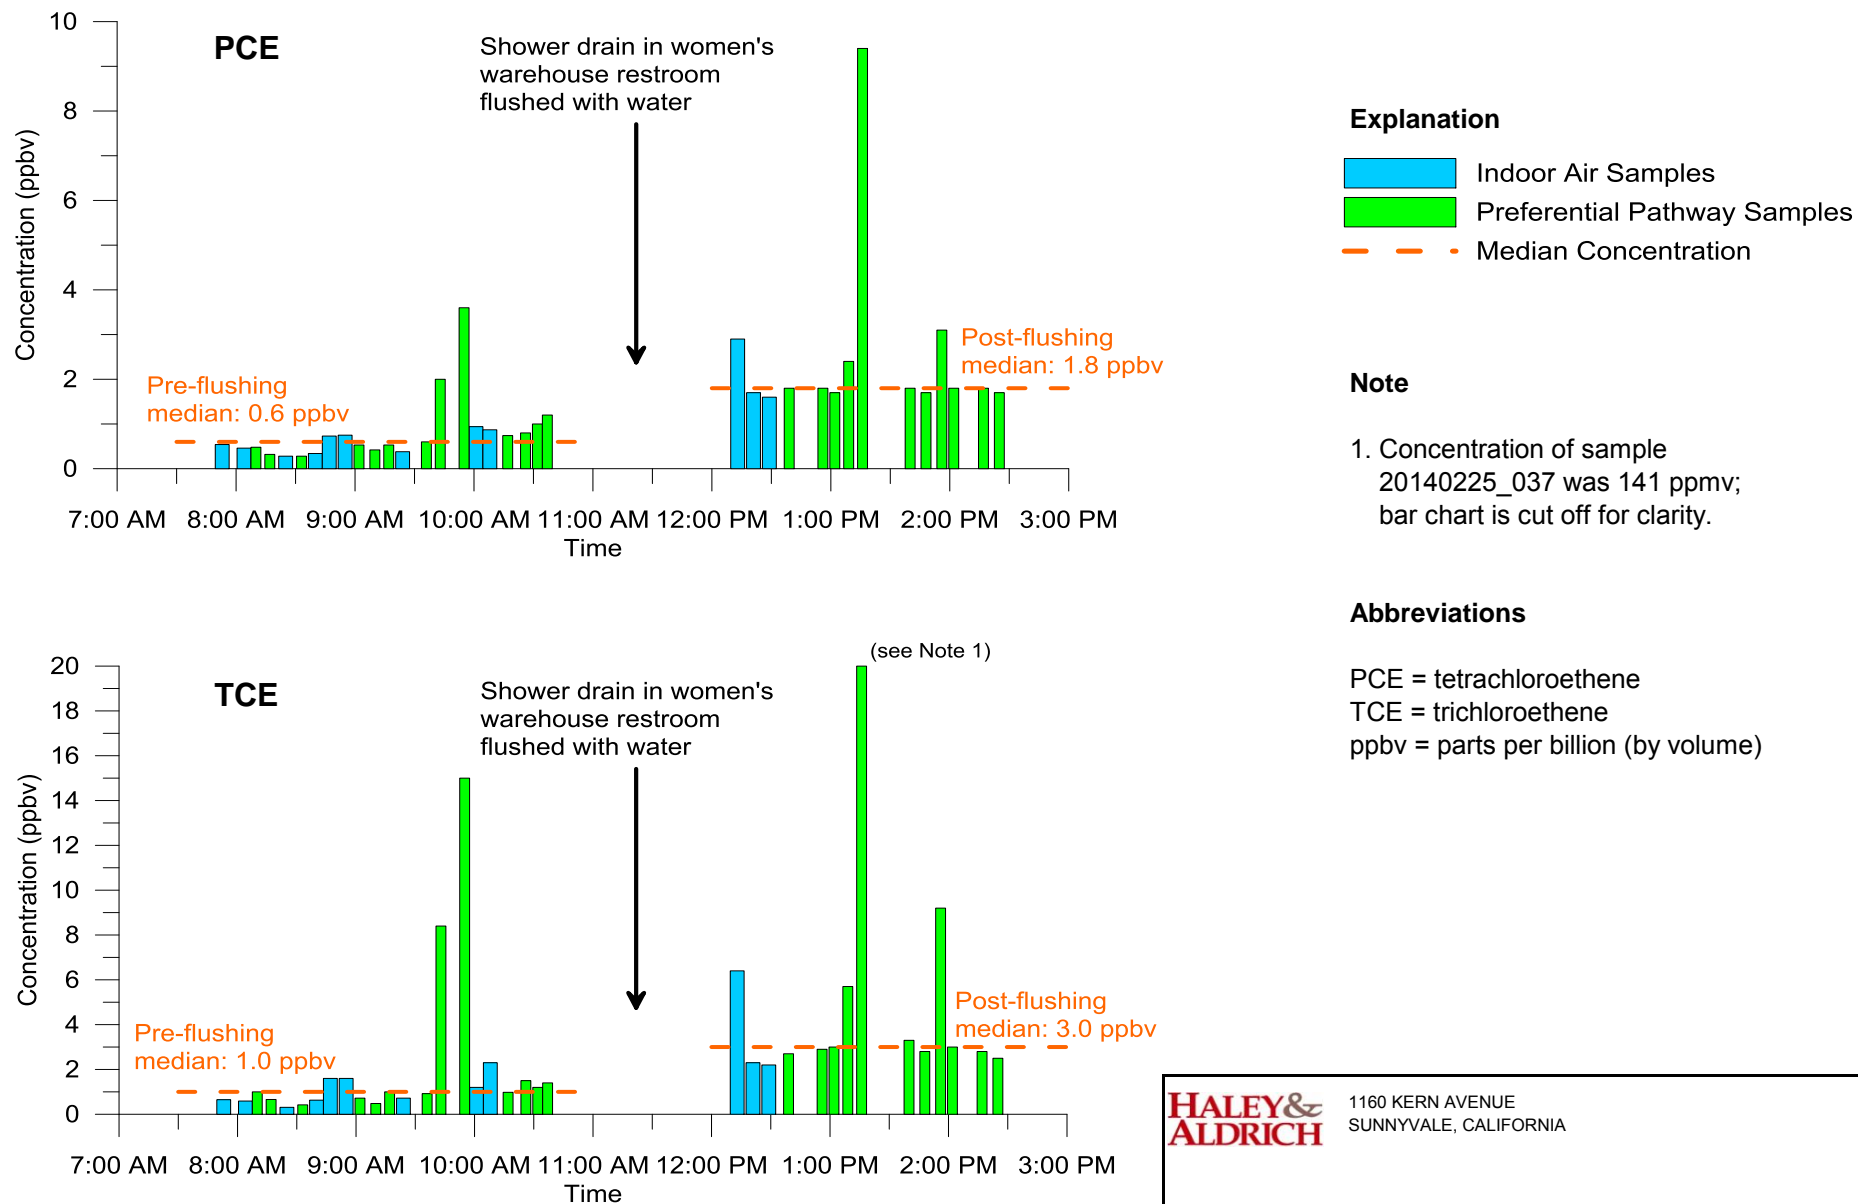 PCE
Concentration (ppbv)
10
8
6
4
2
0
Shower drain in women's
warehouse restroom
flushed with water
Pre-flushing
median: 0.6 ppbv
Post-flushing
median: 1.8 ppbv
7:00 AM 8:00 AM 9:00 AM 10:00 AM 11:00 AM 12:00 PM 1:00 PM 2:00 PM 3:00 PM
Time
Explanation
Indoor Air Samples
Preferential Pathway Samples
Median Concentration
Note
1. Concentration of sample
20140225_037 was 141 ppmv;
bar chart is cut off for clarity.
Abbreviations
PCE = tetrachloroethene
TCE = trichloroethene
ppbv = parts per billion (by volume)
TCE
Concentration (ppbv)
20
18
16
14
12
10
8
6
4
2
0
(see Note 1)
Shower drain in women's
warehouse restroom
flushed with water
Pre-flushing
median: 1.0 ppbv
Post-flushing
median: 3.0 ppbv
7:00 AM 8:00 AM 9:00 AM 10:00 AM 11:00 AM 12:00 PM 1:00 PM 2:00 PM 3:00 PM
Time
HALEY&
ALDRICH
1160 KERN AVENUE
SUNNYVALE, CALIFORNIA